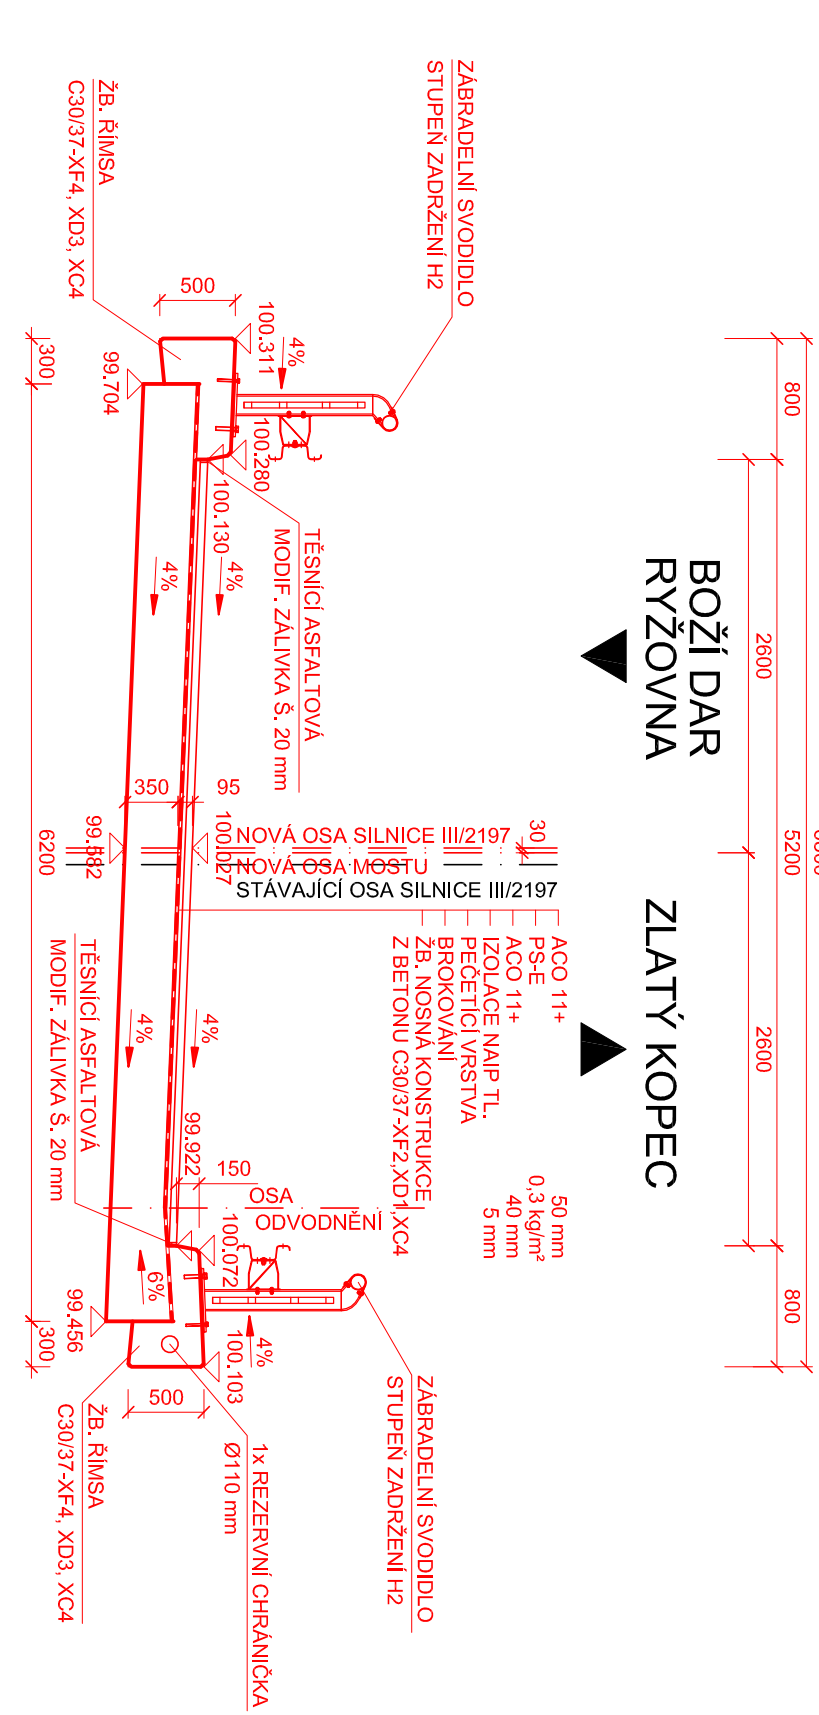 6800
800
5200
800
2600
2600
BOŽÍ DAR
RYŽOVNA
ZLATÝ KOPEC
ZÁBRADELNÍ SVODIDLO
STUPEŇ ZADRŽENÍ H2
ZÁBRADELNÍ SVODIDLO
STUPEŇ ZADRŽENÍ H2
30
NOVÁ OSA SILNICE III/2197
NOVÁ OSA MOSTU
STÁVAJÍCÍ OSA SILNICE III/2197
ACO 11+ 50 mm
PS-E 0,3 kg/m²
ACO 11+ 40 mm
IZOLACE NAIP TL. 5 mm
PEČETÍCÍ VRSTVA
BROKOVÁNÍ
ŽB. NOSNÁ KONSTRUKCE
Z BETONU C30/37-XF2,XD1,XC4
TĚSNÍCÍ ASFALTOVÁ
MODIF. ZÁLIVKA Š. 20 mm
4%
100.311
100.280
100.130
4%
4%
500
ŽB. ŘÍMSA
C30/37-XF4, XD3, XC4
99.704
300
350
95
100.027
99.582
6200
4%
4%
99.922
150
OSA
ODVODNĚNÍ
100.072
4%
100.103
6%
99.456
300
500
TĚSNÍCÍ ASFALTOVÁ
MODIF. ZÁLIVKA Š. 20 mm
1x REZERVNÍ CHRÁNIČKA
Ø110 mm
ŽB. ŘÍMSA
C30/37-XF4, XD3, XC4